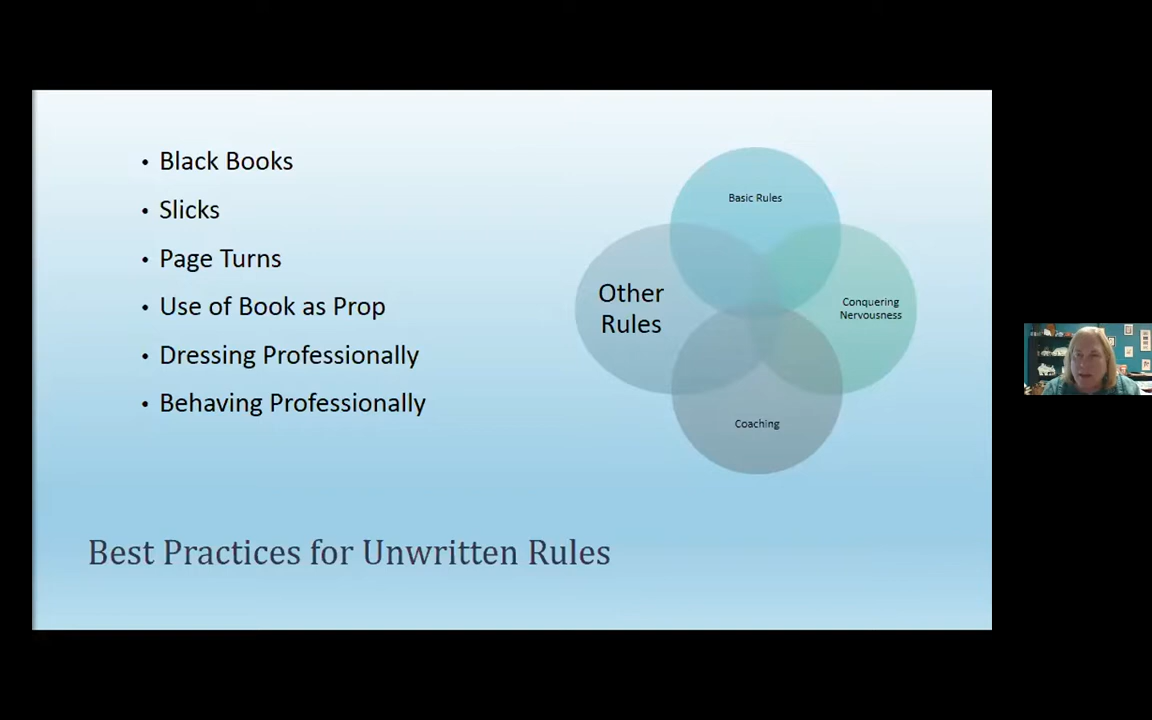 Black Books
Slicks
Page Turns
Use of Book as Prop
Dressing Professionally
Behaving Professionally
Basic Rules
Other
Rules
Conquering
Nervousness
Coaching
Best Practices for Unwritten Rules